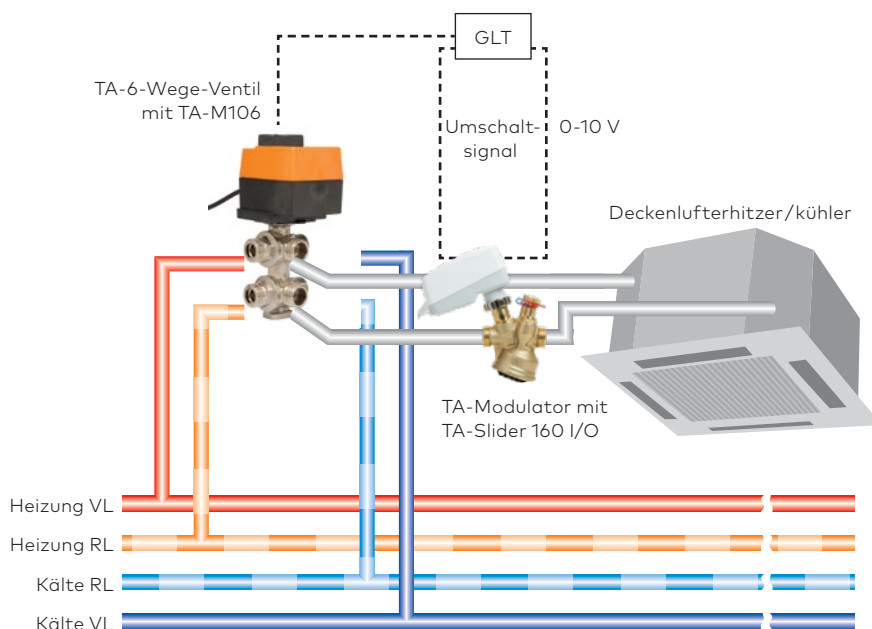 GLT
TA-6-Wege-Ventil
mit TA-M106
Umschalt-
signal
0-10 V
Deckenlufterhitzer/kühler
TA-Modulator mit
TA-Slider 160 I/O
Heizung VL
Heizung RL
Kälte RL
Kälte VL